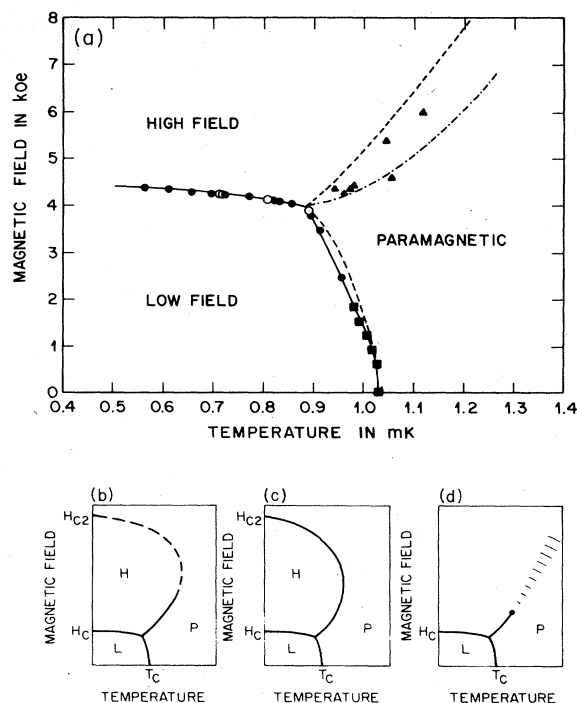 (a)
8
7
6
5
4
3
2
1
0
MAGNETIC FIELD IN kOe
HIGH FIELD
PARAMAGNETIC
LOW FIELD
0.4 0.5 0.6 0.7 0.8 0.9 1.0 1.1 1.2 1.3 1.4
TEMPERATURE IN mK
(b)
HC2
H
HC
L
P
TC
MAGNETIC FIELD
TEMPERATURE
(c)
HC2
H
HC
L
P
TC
MAGNETIC FIELD
TEMPERATURE
(d)
HC
L
P
TC
MAGNETIC FIELD
TEMPERATURE